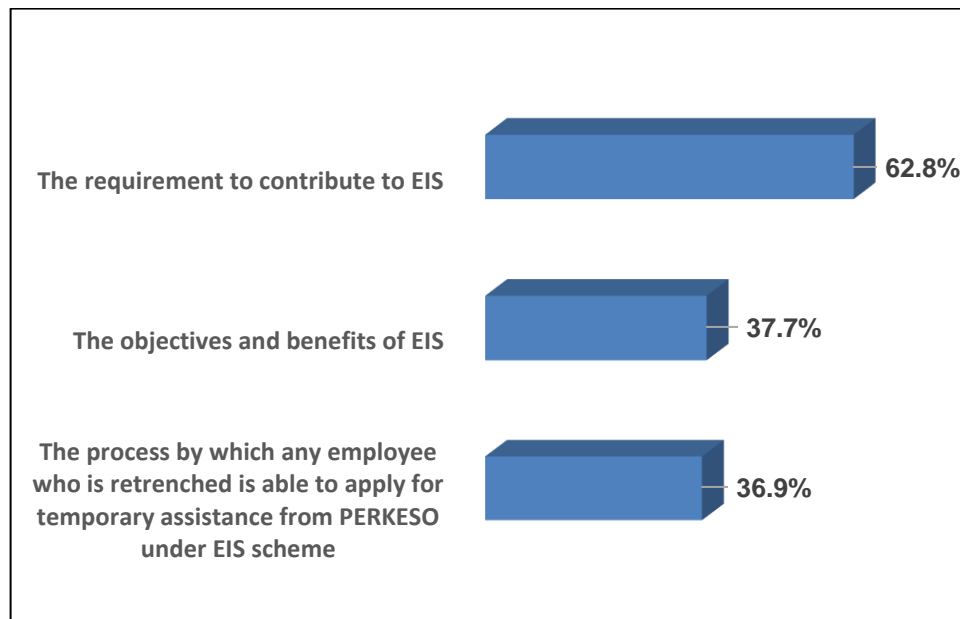 The requirement to contribute to EIS
62.8%
The objectives and benefits of EIS
37.7%
The process by which any employee
who is retrenched is able to apply for
temporary assistance from PERKESO
under EIS scheme
36.9%